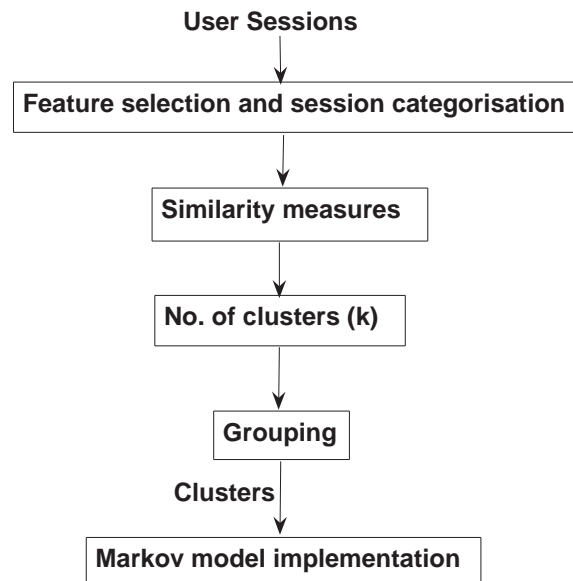 User Sessions
Feature selection and session categorisation
Similarity measures
No. of clusters (k)
Grouping
Clusters
Markov model implementation